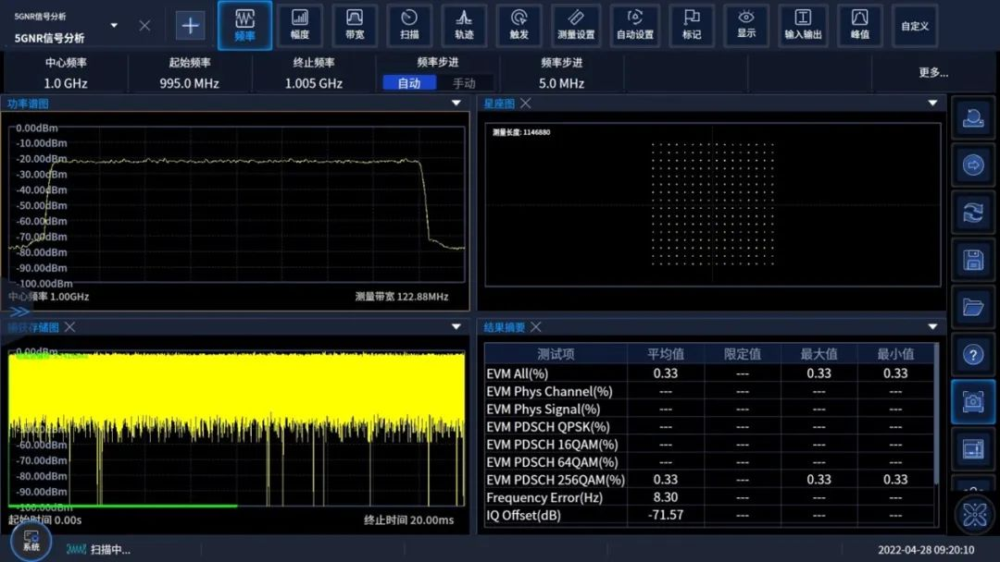 5GNR信号分析
5GNR信号分析
频率
幅度
带宽
扫描
轨迹
触发
测量设置
自动设置
标记
显示
输入输出
峰值
自定义
中心频率
1.0 GHz
起始频率
995.0 MHz
终止频率
1.005 GHz
频率步进
自动
手动
频率步进
5.0 MHz
更多...
功率谱图
0.00dBm
-10.00dBm
-20.00dBm
-30.00dBm
-40.00dBm
-50.00dBm
-60.00dBm
-70.00dBm
-80.00dBm
-90.00dBm
-100.00dBm
中心频率 1.00GHz
测量带宽 122.88MHz
星座图
测量长度: 1146880
捕获存储图
0.00dBm
-60.00dBm
-70.00dBm
-80.00dBm
-90.00dBm
-100.00dBm
起始时间 0.00s
终止时间 20.00ms
结果摘要
测试项 平均值 限定值 最大值 最小值
EVM All(%) 0.33 --- 0.33 0.33
EVM Phys Channel(%) --- --- --- ---
EVM Phys Signal(%) --- --- --- ---
EVM PDSCH QPSK(%) --- --- --- ---
EVM PDSCH 16QAM(%) --- --- --- ---
EVM PDSCH 64QAM(%) --- --- --- ---
EVM PDSCH 256QAM(%) 0.33 --- 0.33 0.33
Frequency Error(Hz) 8.30 --- --- ---
IQ Offset(dB) -71.57 --- --- ---
系统
扫描中...
2022-04-28 09:20:10